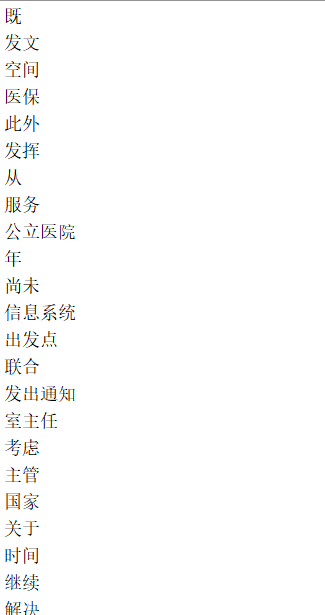 既
发文
空间
医保
此外
发挥
从
服务
公立医院
年
尚未
信息系统
出发点
联合
发出通知
室主任
考虑
主管
国家
关于
时间
继续
解决